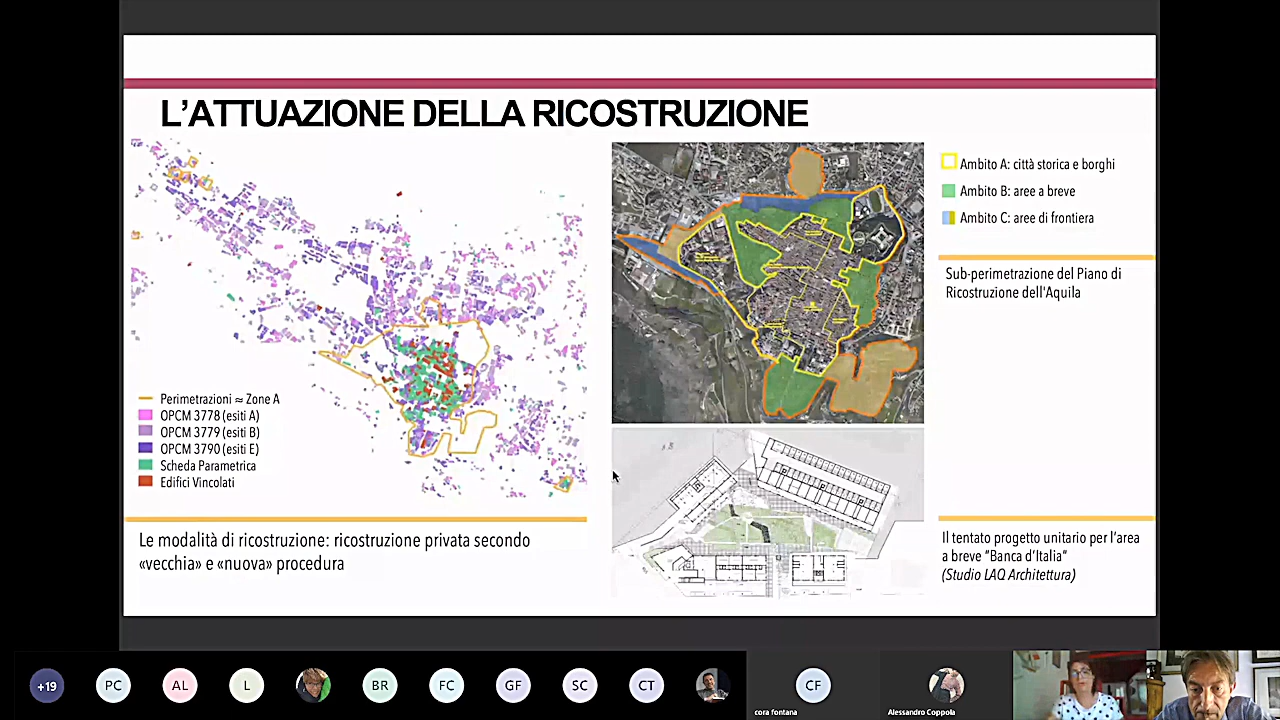 L'ATTUAZIONE DELLA RICOSTRUZIONE
Perimetrazioni ≈ Zone A
OPCM 3778 (esiti A)
OPCM 3779 (esiti B)
OPCM 3790 (esiti E)
Scheda Parametrica
Edifici Vincolati
Le modalità di ricostruzione: ricostruzione privata secondo
«vecchia» e «nuova» procedura
Ambito A: città storica e borghi
Ambito B: aree a breve
Ambito C: aree di frontiera
Sub-perimetrazione del Piano di
Ricostruzione dell'Aquila
Il tentato progetto unitario per l'area
a breve "Banca d'Italia"
(Studio LAQ Architettura)
+19
PC
AL
L
BR
FC
GF
SC
CT
CF
cora fontana
Alessandro Coppola